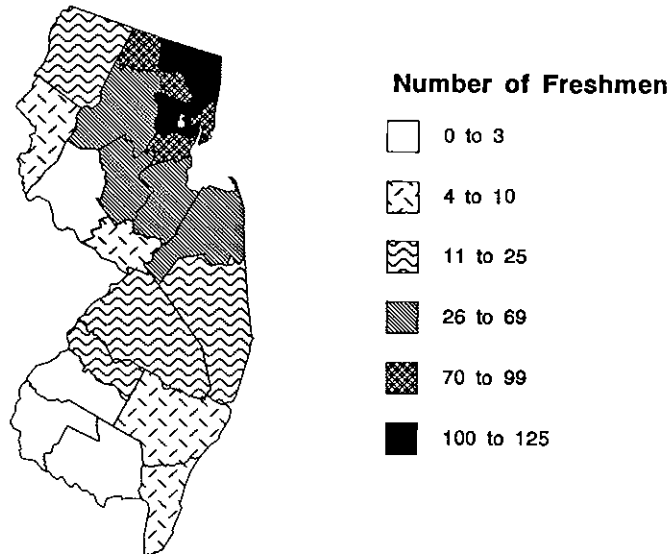 Number of Freshmen
0 to 3
4 to 10
11 to 25
26 to 69
70 to 99
100 to 125